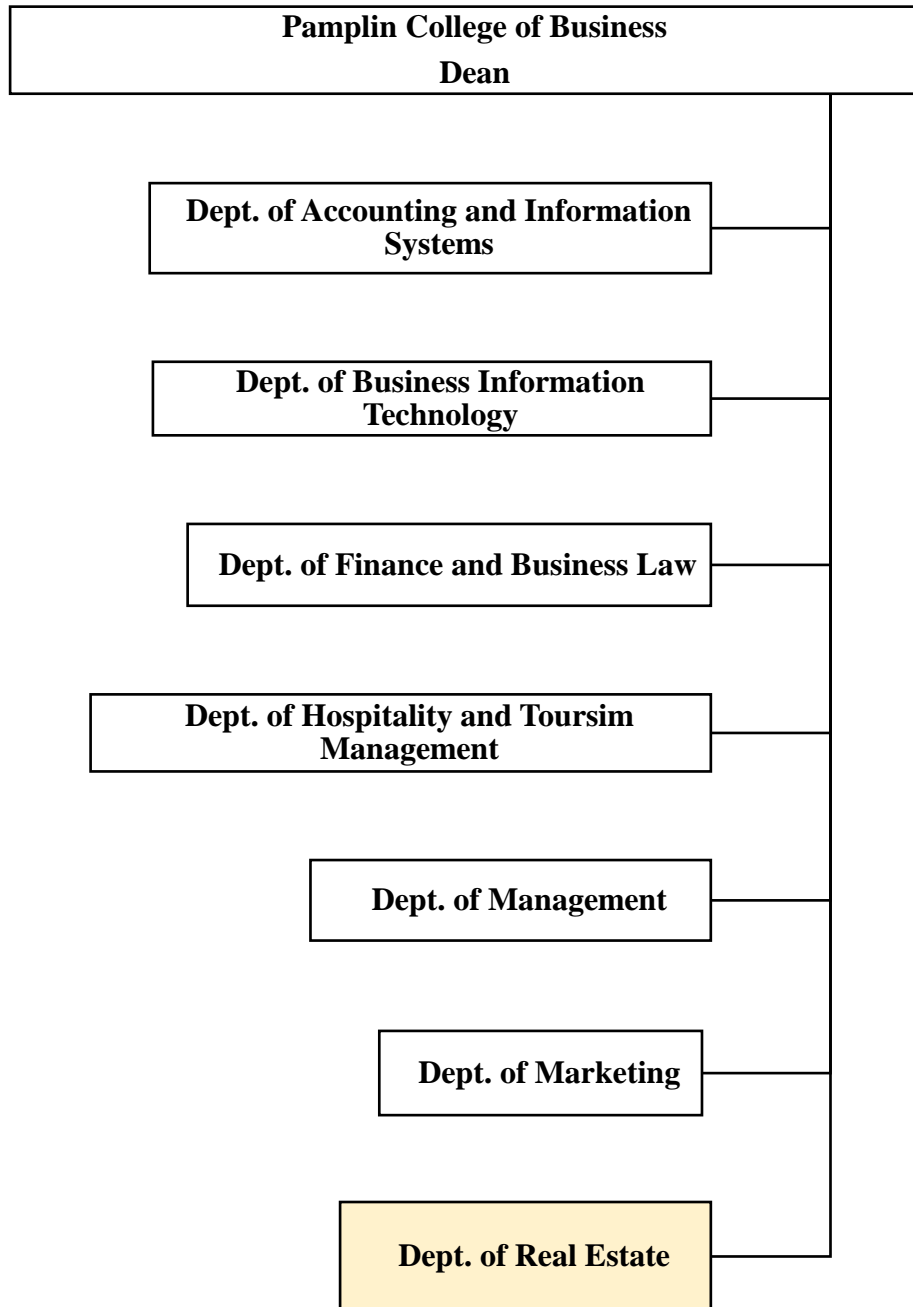 Pamplin College of Business
Dean
Dept. of Accounting and Information
Systems
Dept. of Business Information
Technology
Dept. of Finance and Business Law
Dept. of Hospitality and Toursim
Management
Dept. of Management
Dept. of Marketing
Dept. of Real Estate